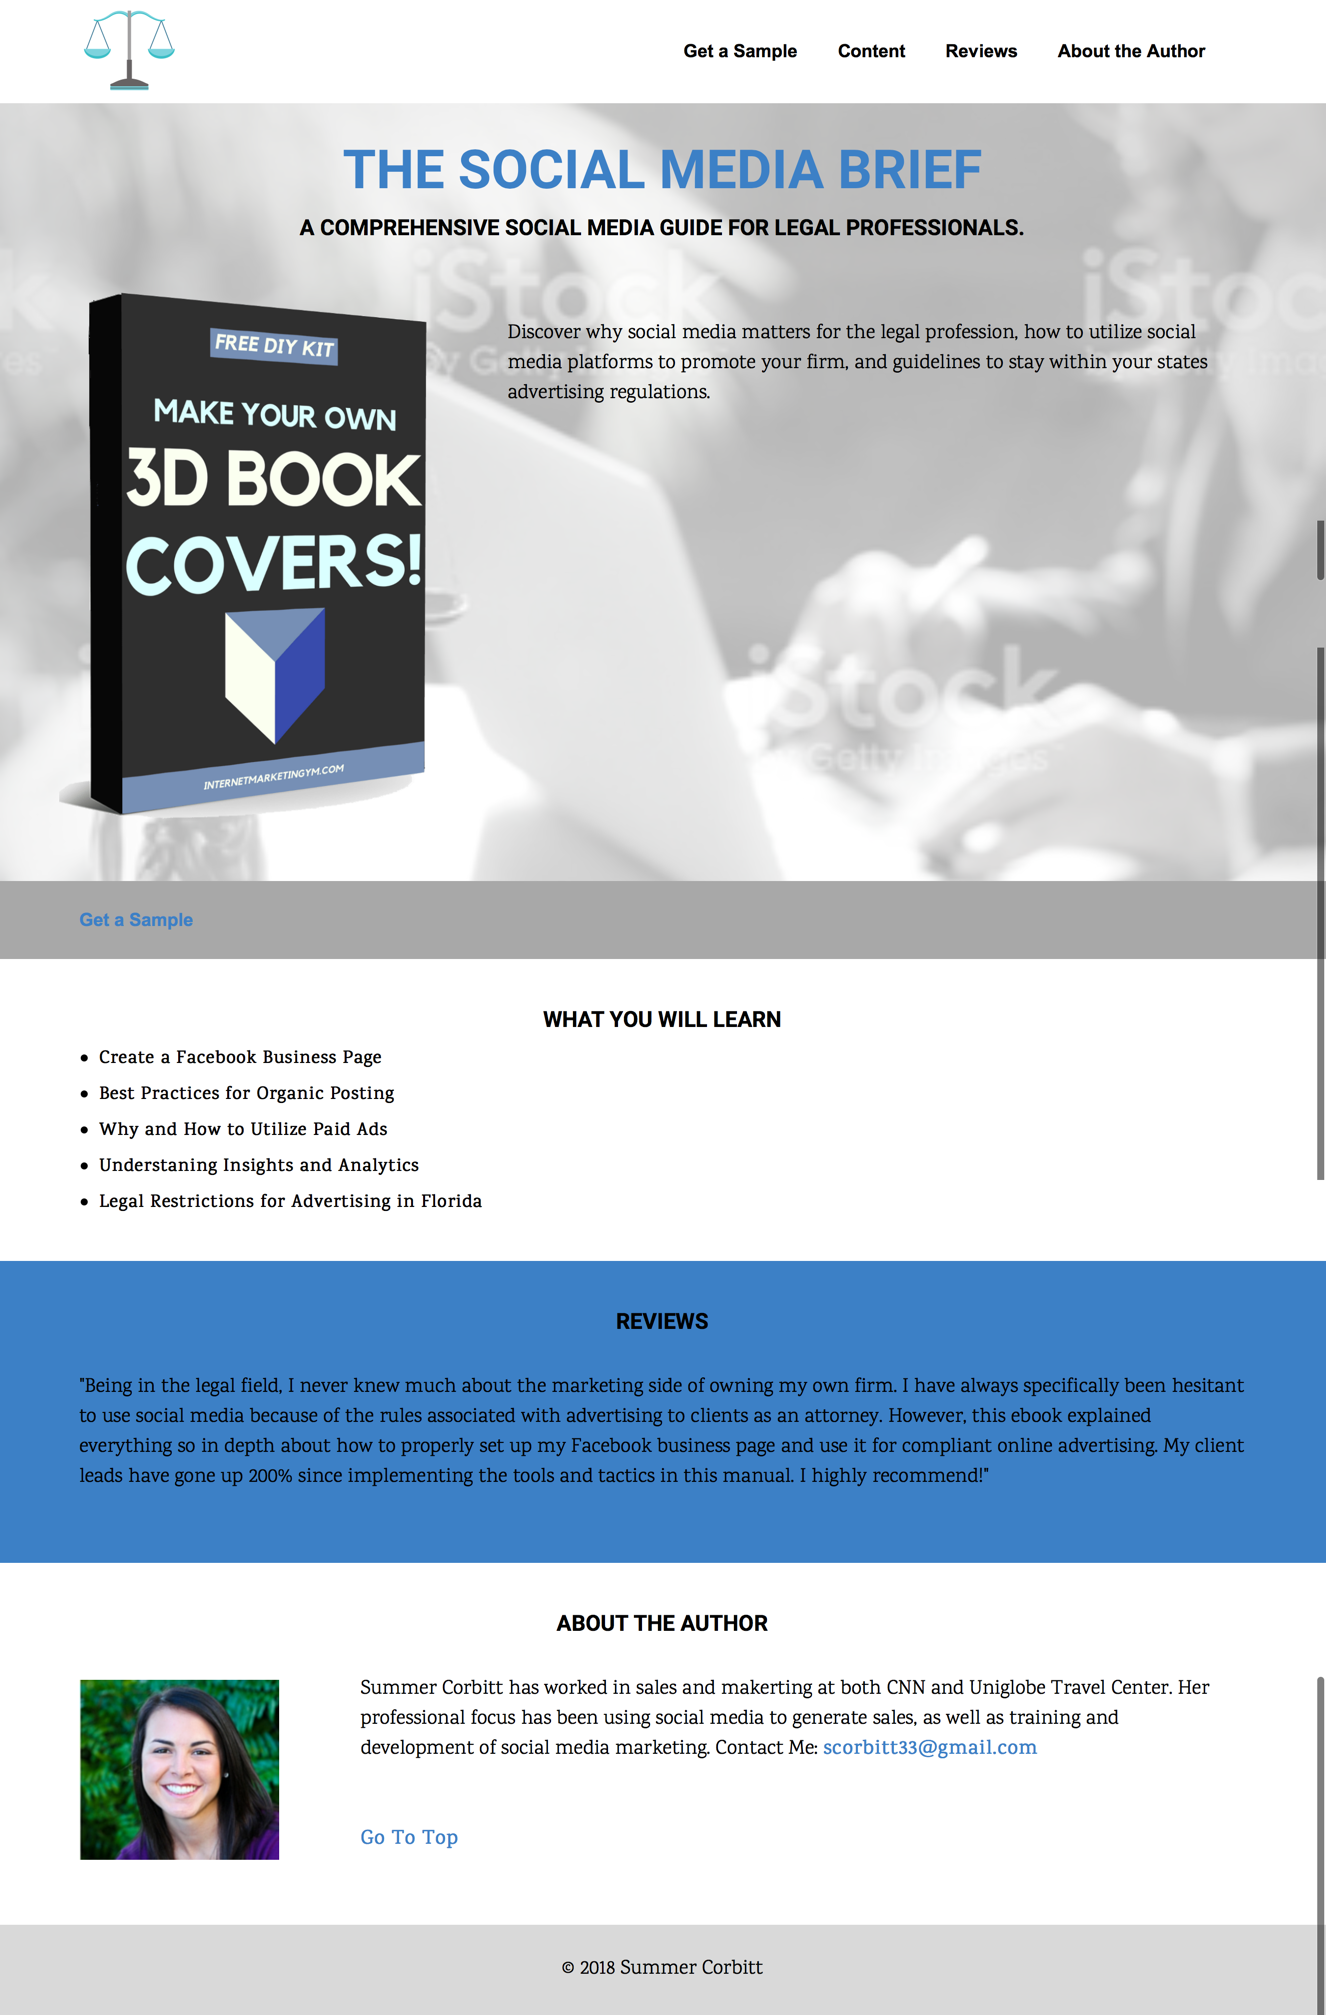 Get a Sample Content Reviews About the Author
THE SOCIAL MEDIA BRIEF
A COMPREHENSIVE SOCIAL MEDIA GUIDE FOR LEGAL PROFESSIONALS.
iStock
iStock
by Getty Images
FREE DIY KIT
MAKE YOUR OWN
3D BOOK
COVERS!
INTERNETMARKETINGYM.COM
Discover why social media matters for the legal profession, how to utilize social
media platforms to promote your firm, and guidelines to stay within your states
advertising regulations.
iStock
by Getty Images
Get a Sample
WHAT YOU WILL LEARN
• Create a Facebook Business Page
• Best Practices for Organic Posting
• Why and How to Utilize Paid Ads
• Understaning Insights and Analytics
• Legal Restrictions for Advertising in Florida
REVIEWS
"Being in the legal field, I never knew much about the marketing side of owning my own firm. I have always specifically been hesitant
to use social media because of the rules associated with advertising to clients as an attorney. However, this ebook explained
everything so in depth about how to properly set up my Facebook business page and use it for compliant online advertising. My client
leads have gone up 200% since implementing the tools and tactics in this manual. I highly recommend!"
ABOUT THE AUTHOR
Summer Corbitt has worked in sales and makerting at both CNN and Uniglobe Travel Center. Her
professional focus has been using social media to generate sales, as well as training and
development of social media marketing. Contact Me: scorbitt33@gmail.com
Go To Top
© 2018 Summer Corbitt